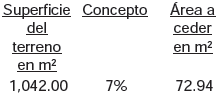 Superficie Concepto Área a
del ceder
terreno en m²
en m²
1,042.00 7% 72.94